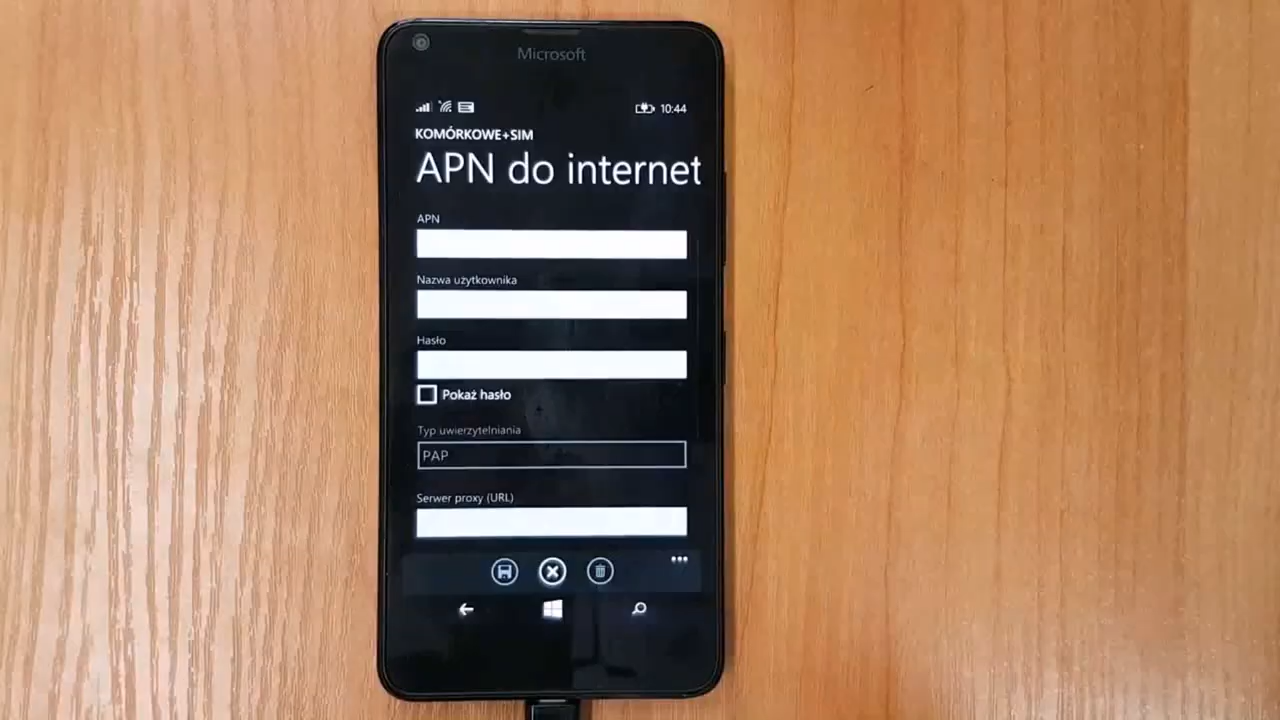 Microsoft
10:44
KOMÓRKOWE+SIM
APN do internet
APN
Nazwa użytkownika
Hasło
Pokaż hasło
Typ uwierzytelniania
PAP
Serwer proxy (URL)